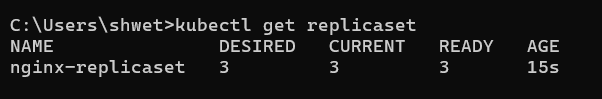 C:\Users\shwet>kubectl get replicaset
NAME               DESIRED   CURRENT   READY   AGE
nginx-replicaset   3         3         3       15s